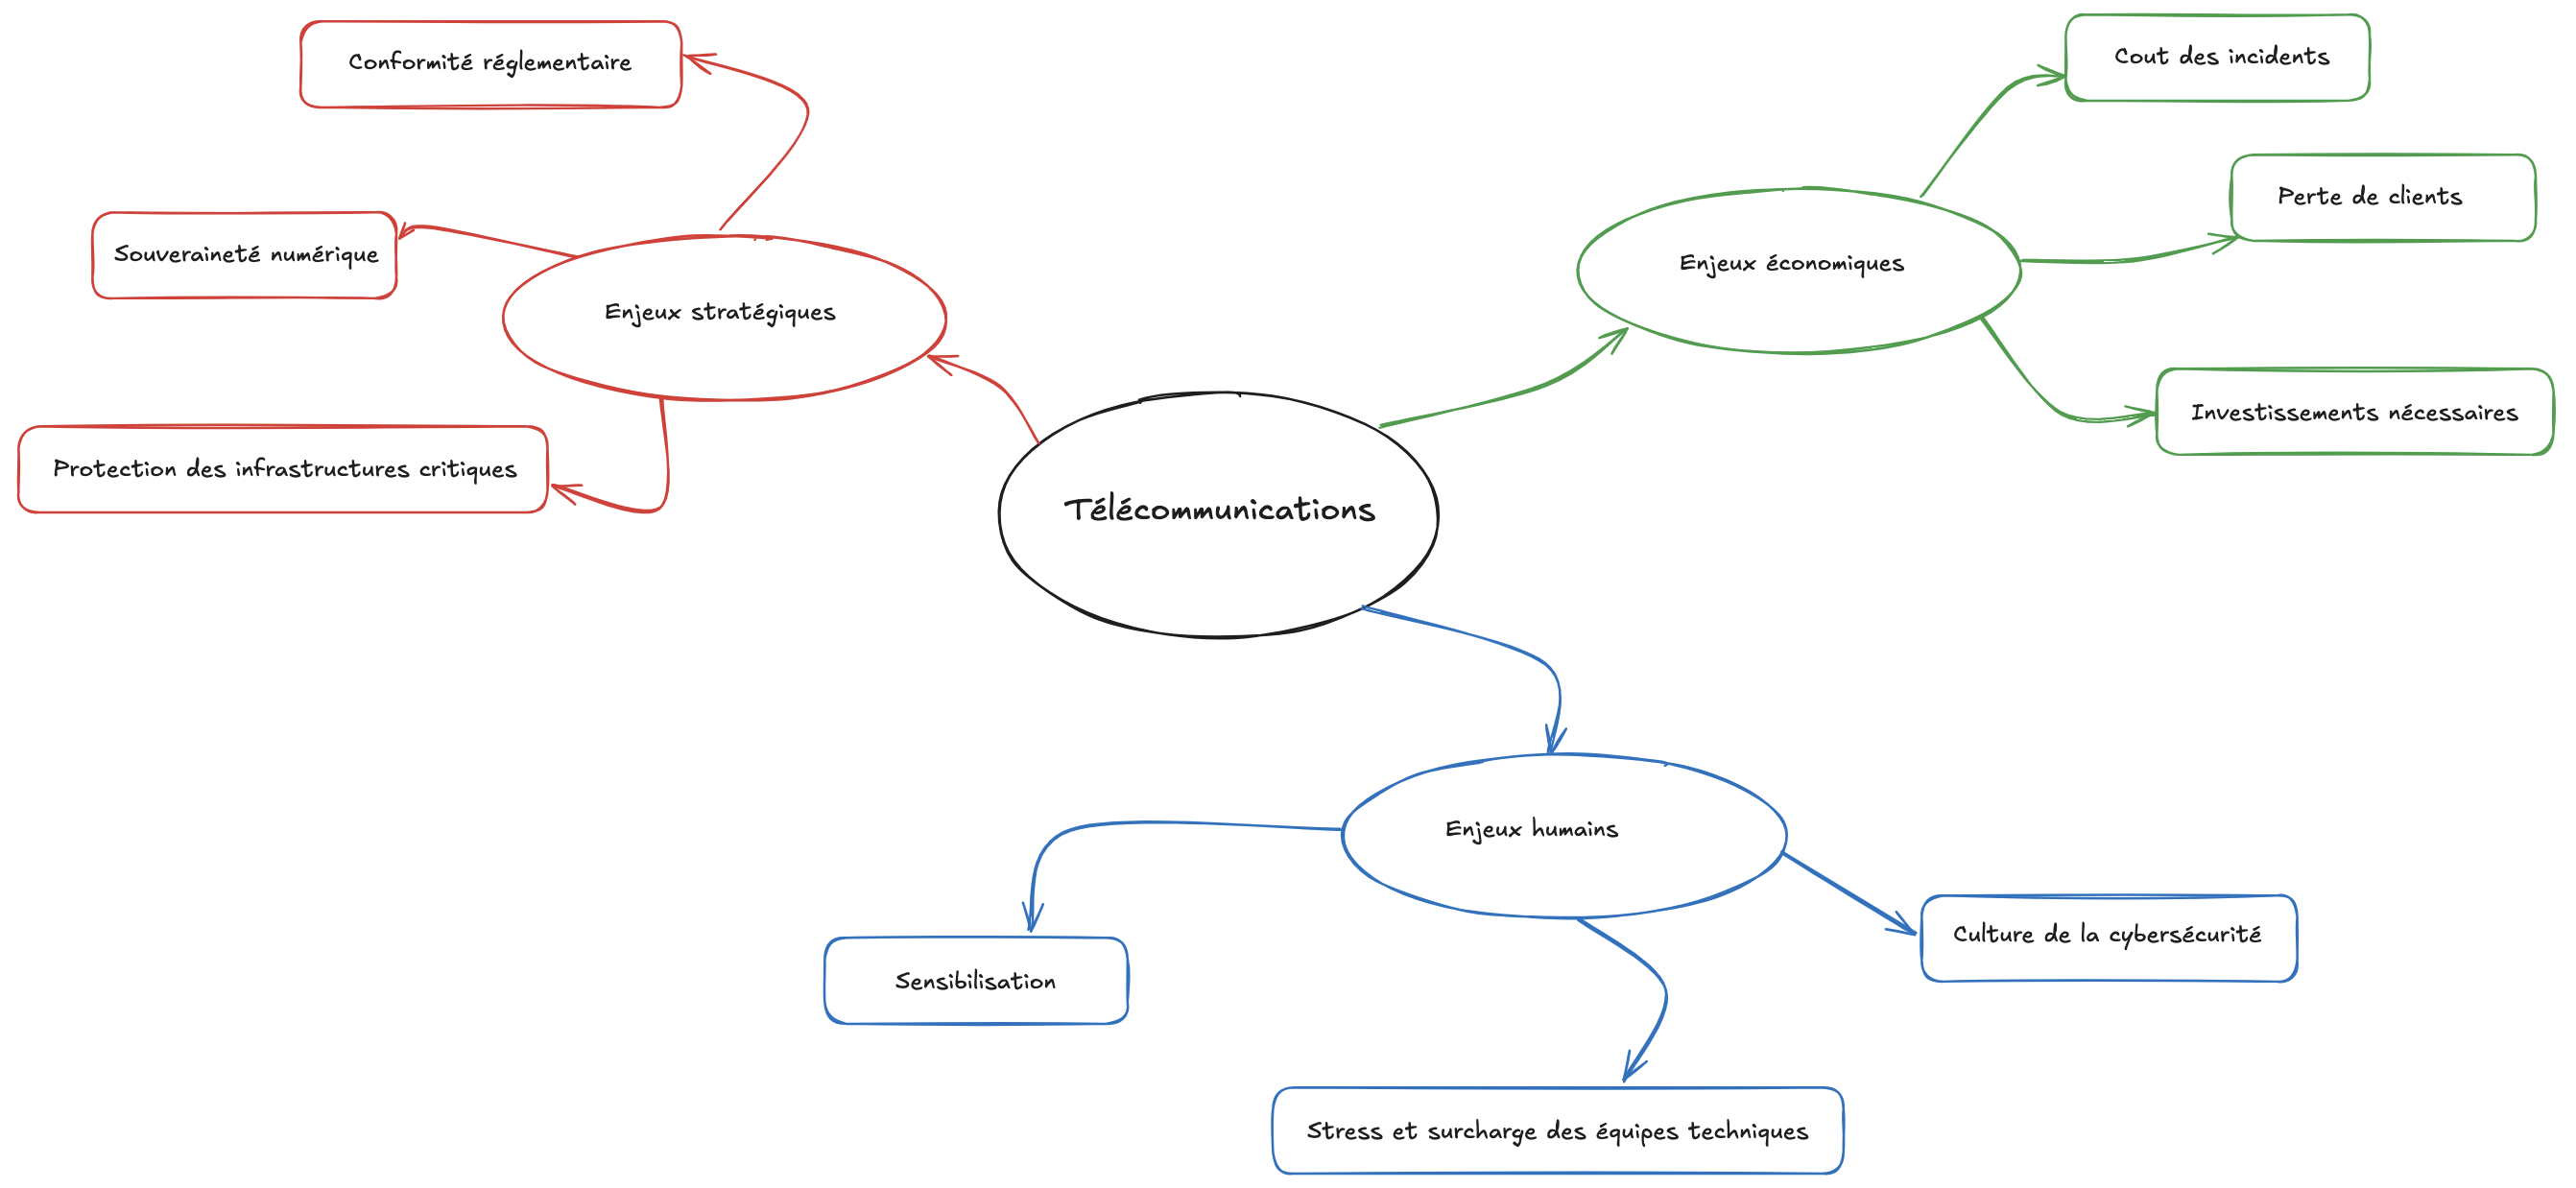 Conformité réglementaire
Souveraineté numérique
Enjeux stratégiques
Protection des infrastructures critiques
Cout des incidents
Perte de clients
Enjeux économiques
Investissements nécessaires
Télécommunications
Enjeux humains
Culture de la cybersécurité
Sensibilisation
Stress et surcharge des équipes techniques